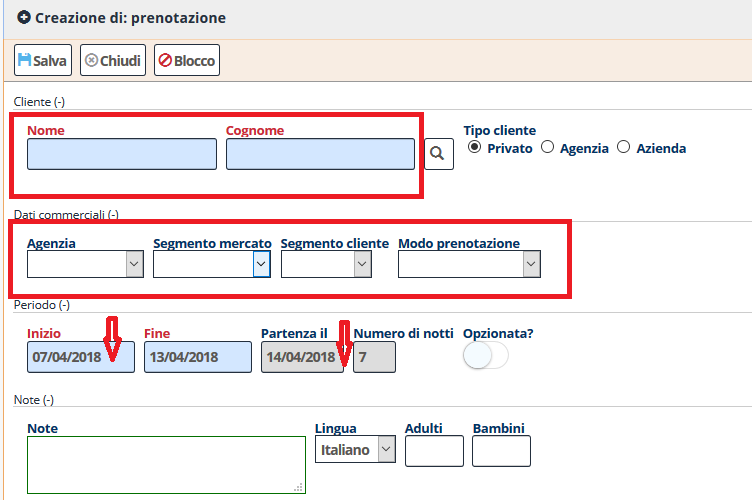 Creazione di: prenotazione
Salva Chiudi Blocco
Cliente (-)
Nome Cognome Tipo cliente
Privato Agenzia Azienda
Dati commerciali (-)
Agenzia Segmento mercato Segmento cliente Modo prenotazione
Periodo (-)
Inizio Fine Partenza il Numero di notti Opzionata?
07/04/2018 13/04/2018 14/04/2018 7
Note (-)
Note Lingua Adulti Bambini
Italiano